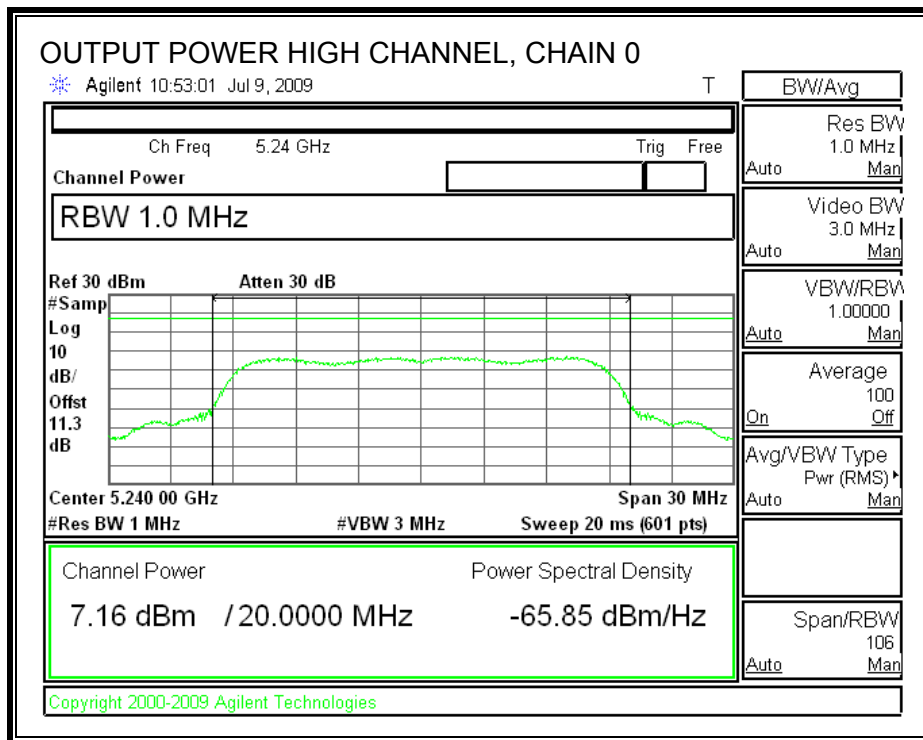 OUTPUT POWER HIGH CHANNEL, CHAIN 0
Agilent 10:53:01 Jul 9, 2009 T
Ch Freq 5.24 GHz Trig Free
Channel Power
RBW 1.0 MHz
Ref 30 dBm Atten 30 dB
#Samp
Log
10
dB/
Offst
11.3
dB
Center 5.240 00 GHz Span 30 MHz
#Res BW 1 MHz #VBW 3 MHz Sweep 20 ms (601 pts)
Channel Power Power Spectral Density
7.16 dBm / 20.0000 MHz -65.85 dBm/Hz
Copyright 2000-2009 Agilent Technologies
BW/Avg
Res BW
1.0 MHz
Auto Man
Video BW
3.0 MHz
Auto Man
VBW/RBW
1.00000
Auto Man
Average
100
On Off
Avg/VBW Type
Pwr (RMS)
Auto Man
Span/RBW
106
Auto Man